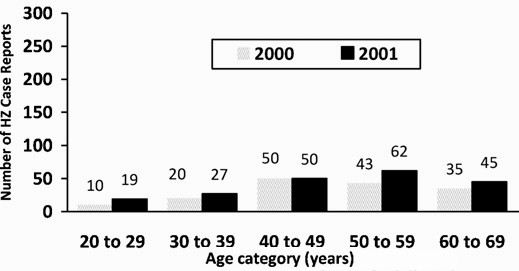 Number of HZ Case Reports
300
250
200
150
100
50
0
2000 2001
10 19 20 27 50 50 43 62 35 45
20 to 29 30 to 39 40 to 49 50 to 59 60 to 69
Age category (years)